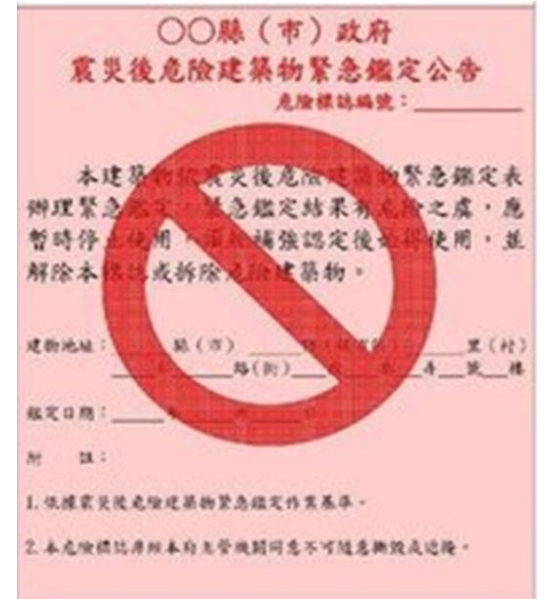 ○○縣(市)政府
震災後危險建築物緊急鑑定公告
危險標誌編號：
本建築物依震災後危險建築物緊急鑑定表
辦理緊急鑑定，緊急鑑定結果有危險之虞，應
暫時停止使用，須經補強認定後始得使用，並
解除本標誌或拆除危險建築物。
建物地址： 縣(市) 里(村)
路(街) 弄 號 樓
鑑定日期： 年 月 日
附 註：
1.依據震災後危險建築物緊急鑑定作業基準。
2.本危險標誌非經本府主管機關同意不可隨意撕毀或遮掩。